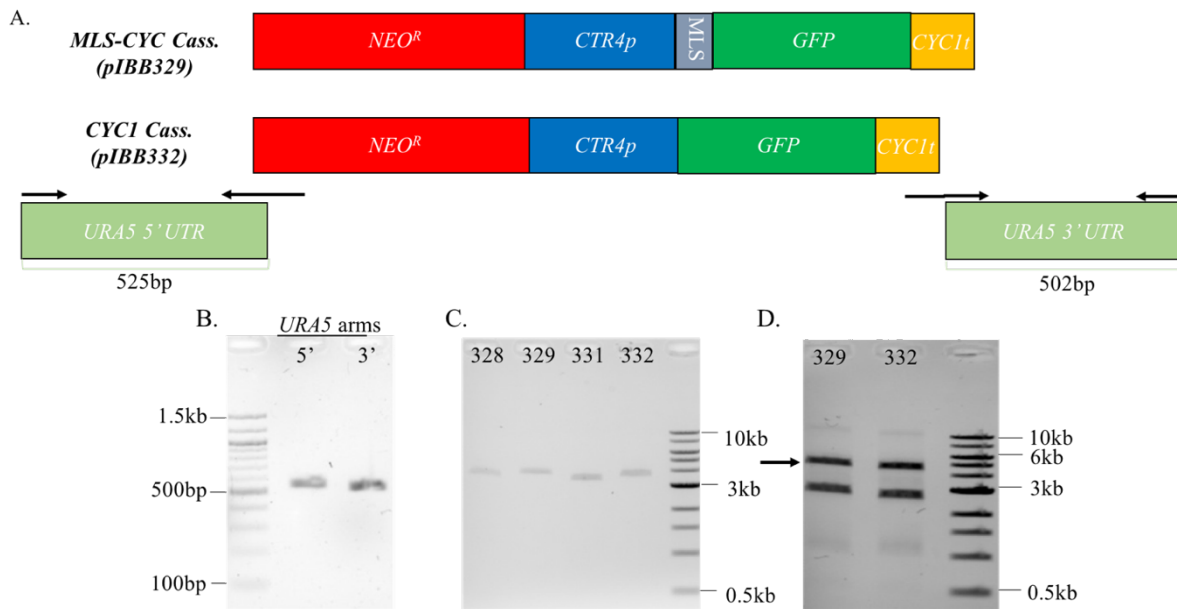 A.
MLS-CYC Cass.
(pIBB329)
NEOᴿ CTR4p MLS GFP CYC1t
CYC1 Cass.
(pIBB332)
NEOᴿ CTR4p GFP CYC1t
URA5 5’UTR
URA5 3’UTR
525bp
502bp
B.
URA5 arms
5’ 3’
1.5kb
500bp
100bp
C.
328 329 331 332
10kb
3kb
0.5kb
D.
329 332
10kb
6kb
3kb
0.5kb